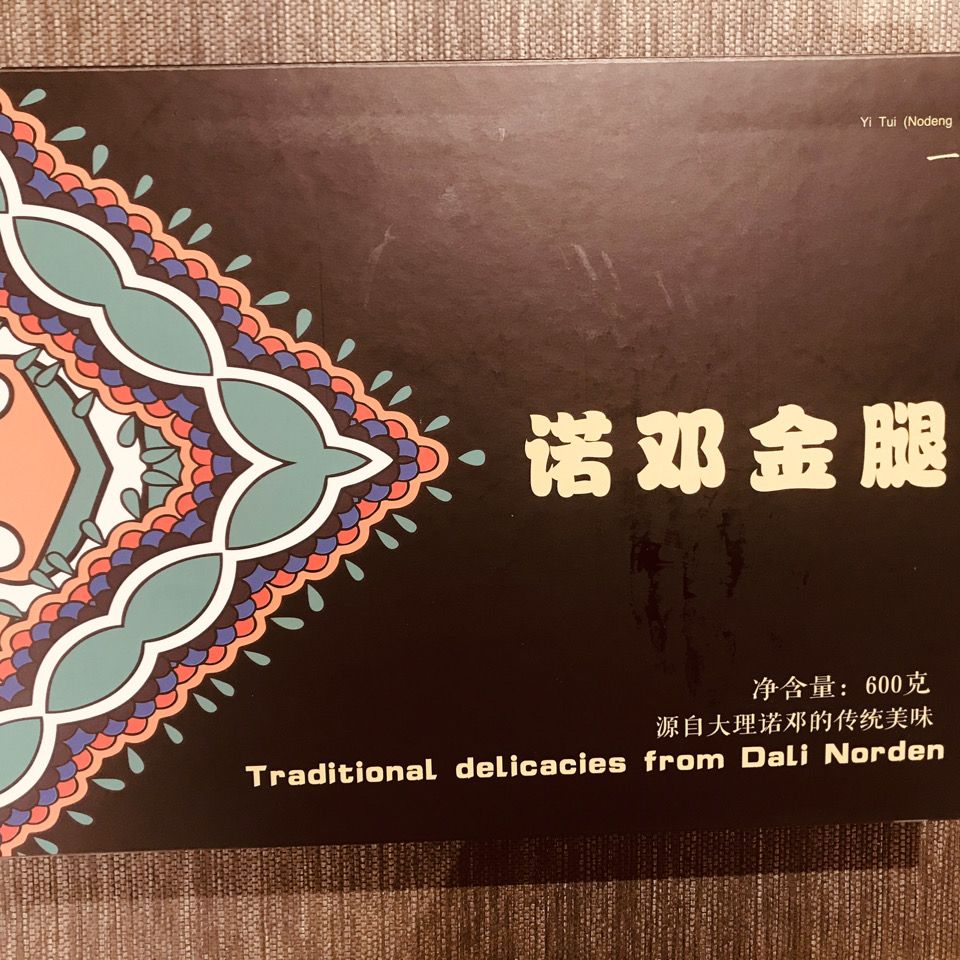 Yi Tui (Nodeng
一
诺邓金腿
净含量：600克
源自大理诺邓的传统美味
Traditional delicacies from Dali Norden